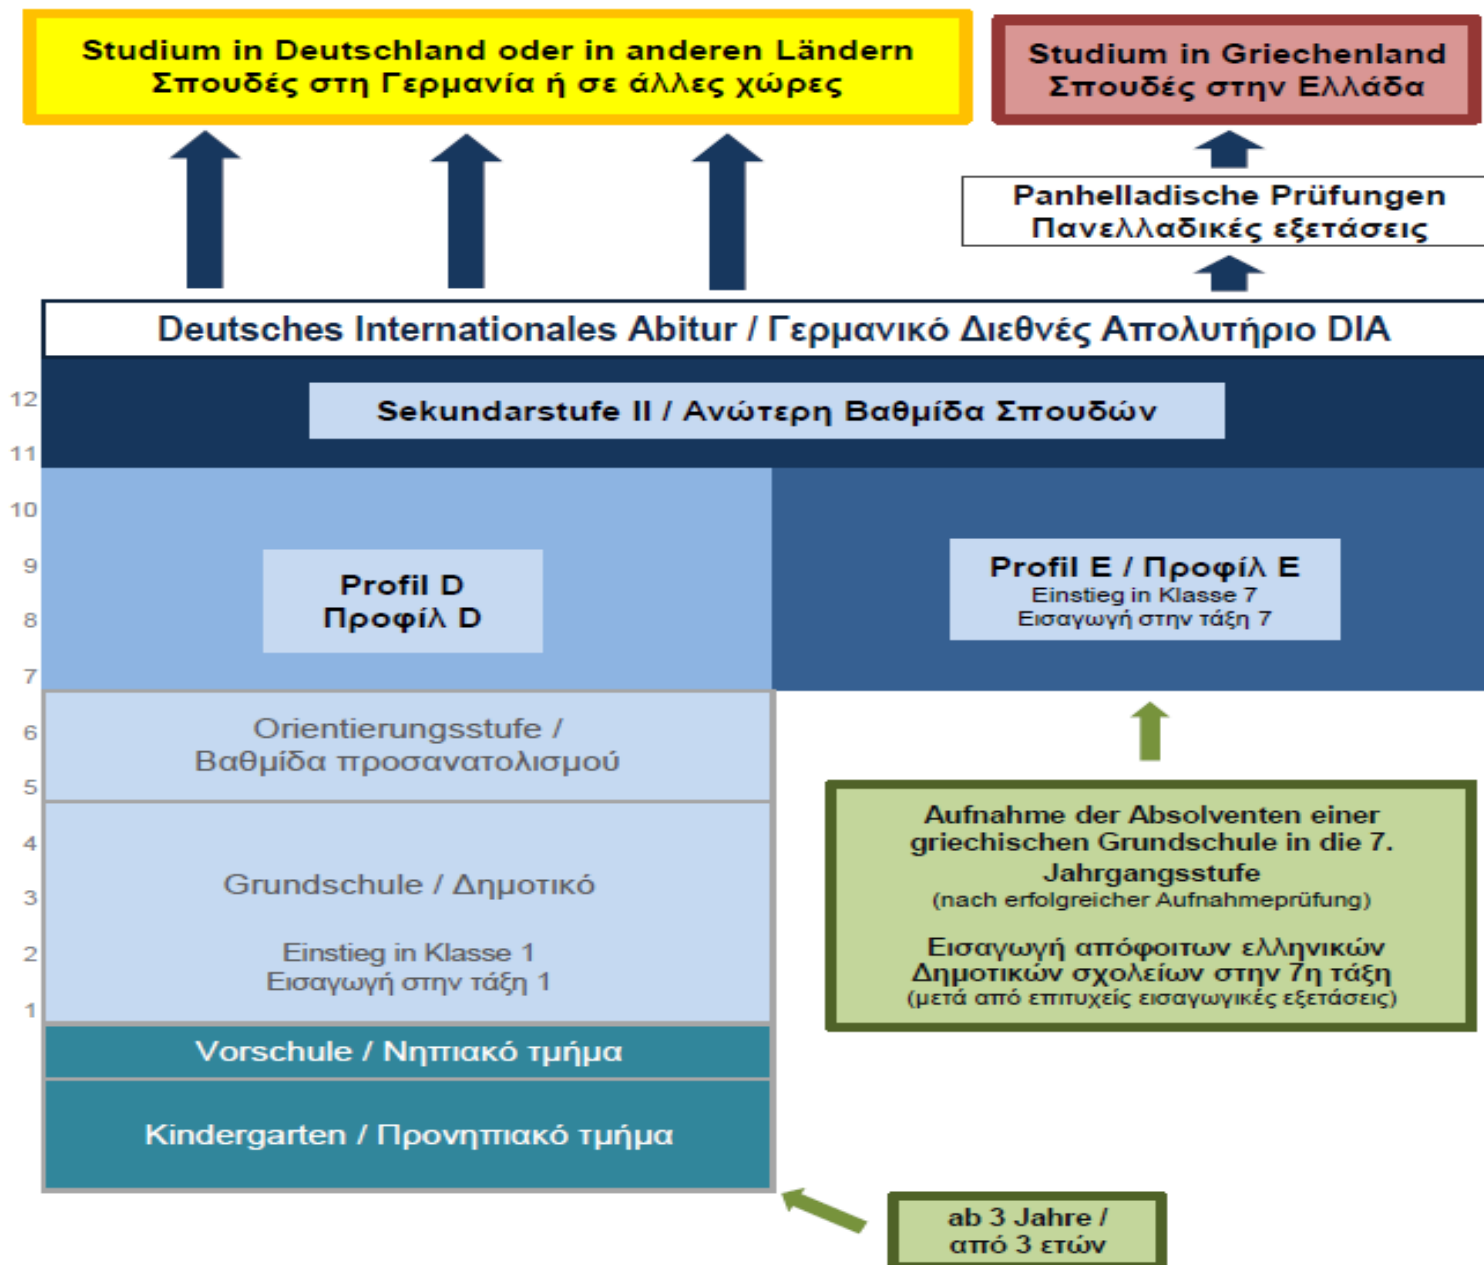 Studium in Deutschland oder in anderen Ländern
Σπουδές στη Γερμανία ή σε άλλες χώρες
Studium in Griechenland
Σπουδές στην Ελλάδα
Panhelladische Prüfungen
Πανελλαδικές εξετάσεις
Deutsches Internationales Abitur / Γερμανικό Διεθνές Απολυτήριο DIA
12
Sekundarstufe II / Ανώτερη Βαθμίδα Σπουδών
11
10
9
8
7
Profil D
Προφίλ D
Profil E / Προφίλ E
Einstieg in Klasse 7
Εισαγωγή στην τάξη 7
6
5
Orientierungsstufe /
Βαθμίδα προσανατολισμού
4
3
2
1
Grundschule / Δημοτικό
Einstieg in Klasse 1
Εισαγωγή στην τάξη 1
Aufnahme der Absolventen einer
griechischen Grundschule in die 7.
Jahrgangsstufe
(nach erfolgreicher Aufnahmeprüfung)
Εισαγωγή απόφοιτων ελληνικών
Δημοτικών σχολείων στην 7η τάξη
(μετά από επιτυχείς εισαγωγικές εξετάσεις)
Vorschule / Νηπιακό τμήμα
Kindergarten / Προνηπιακό τμήμα
ab 3 Jahre /
από 3 ετών